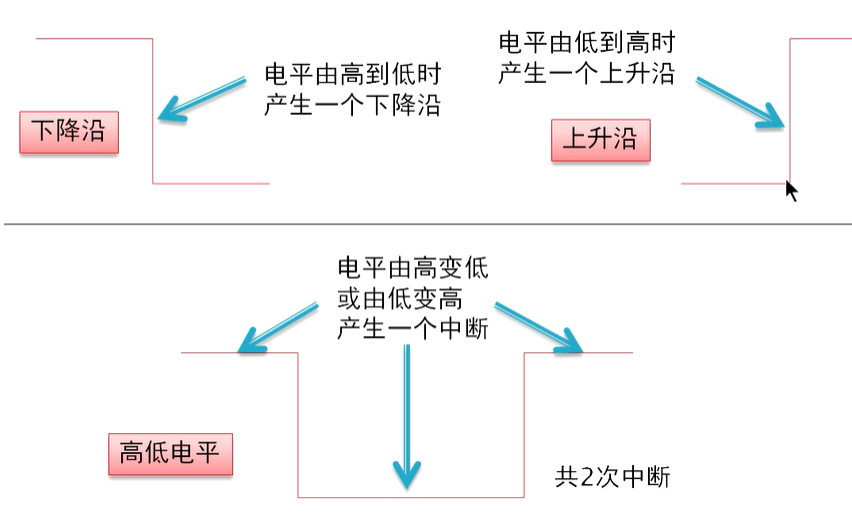 电平由高到低时
产生一个下降沿
下降沿
电平由低到高时
产生一个上升沿
上升沿
电平由高变低
或由低变高
产生一个中断
高低电平
共2次中断